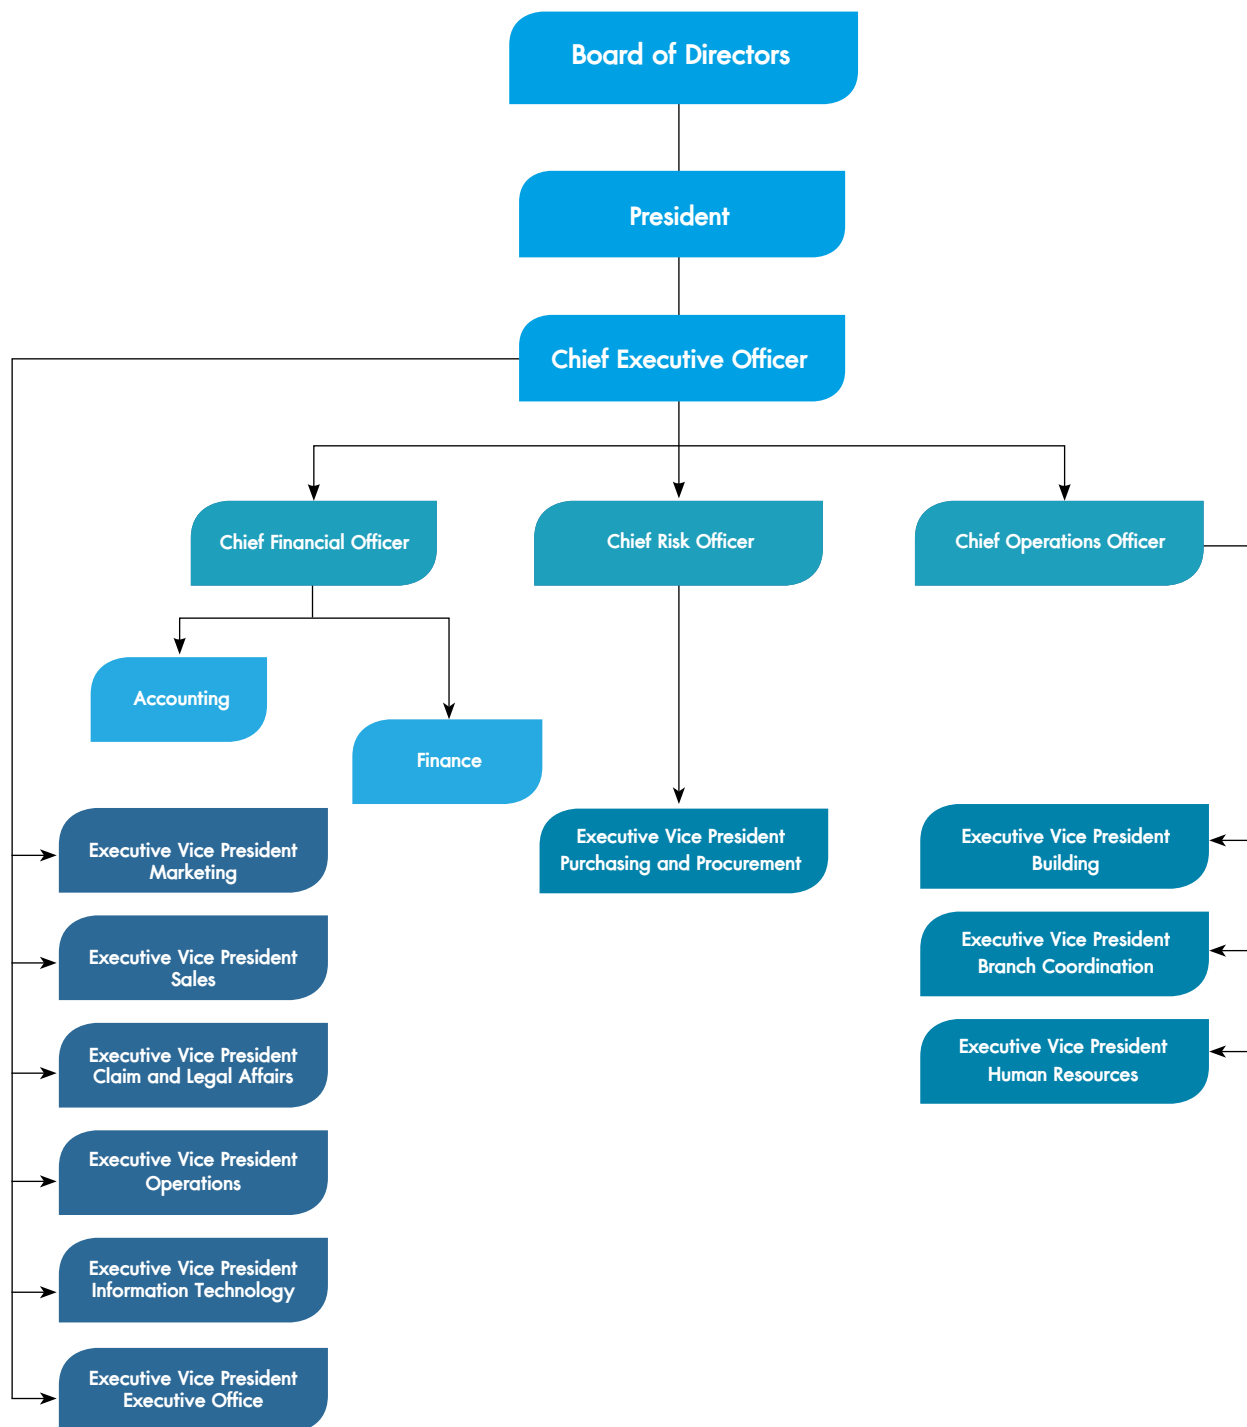 Board of Directors
President
Chief Executive Officer
Chief Financial Officer
Chief Risk Officer
Chief Operations Officer
Accounting
Finance
Executive Vice President
Marketing
Executive Vice President
Sales
Executive Vice President
Claim and Legal Affairs
Executive Vice President
Operations
Executive Vice President
Information Technology
Executive Vice President
Executive Office
Executive Vice President
Purchasing and Procurement
Executive Vice President
Building
Executive Vice President
Branch Coordination
Executive Vice President
Human Resources